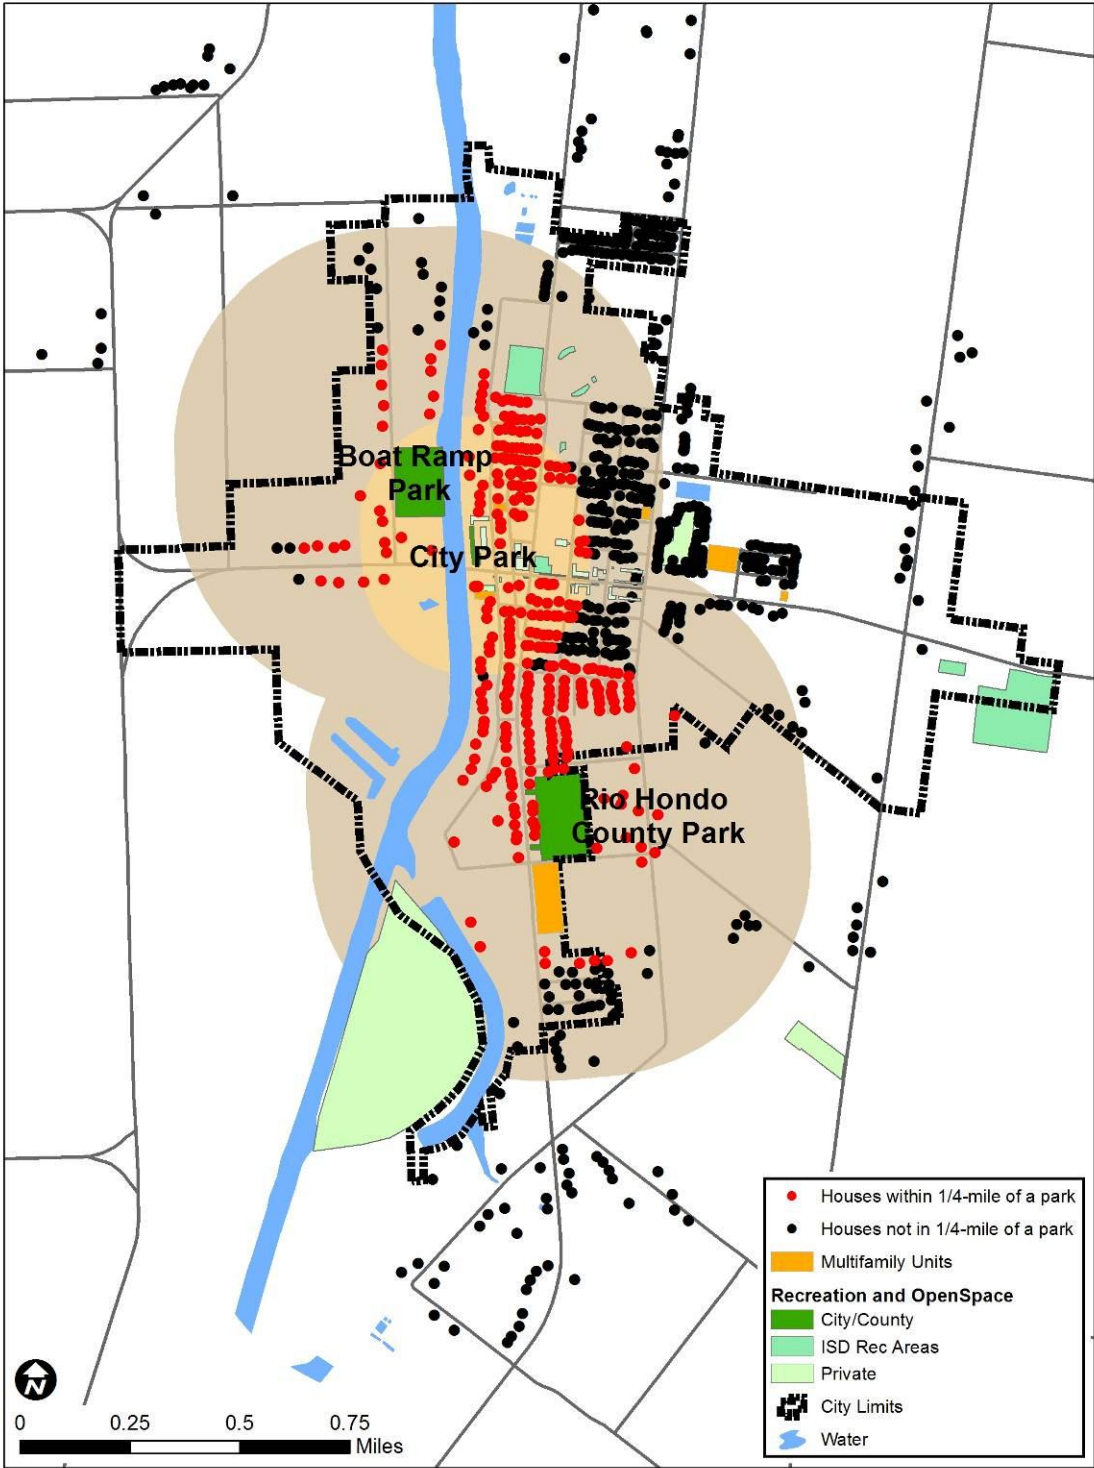 Boat Ramp
Park
City Park
Rio Hondo
County Park
Houses within 1/4-mile of a park
Houses not in 1/4-mile of a park
Multifamily Units
Recreation and OpenSpace
City/County
ISD Rec Areas
Private
City Limits
Water
N
0 0.25 0.5 0.75
Miles